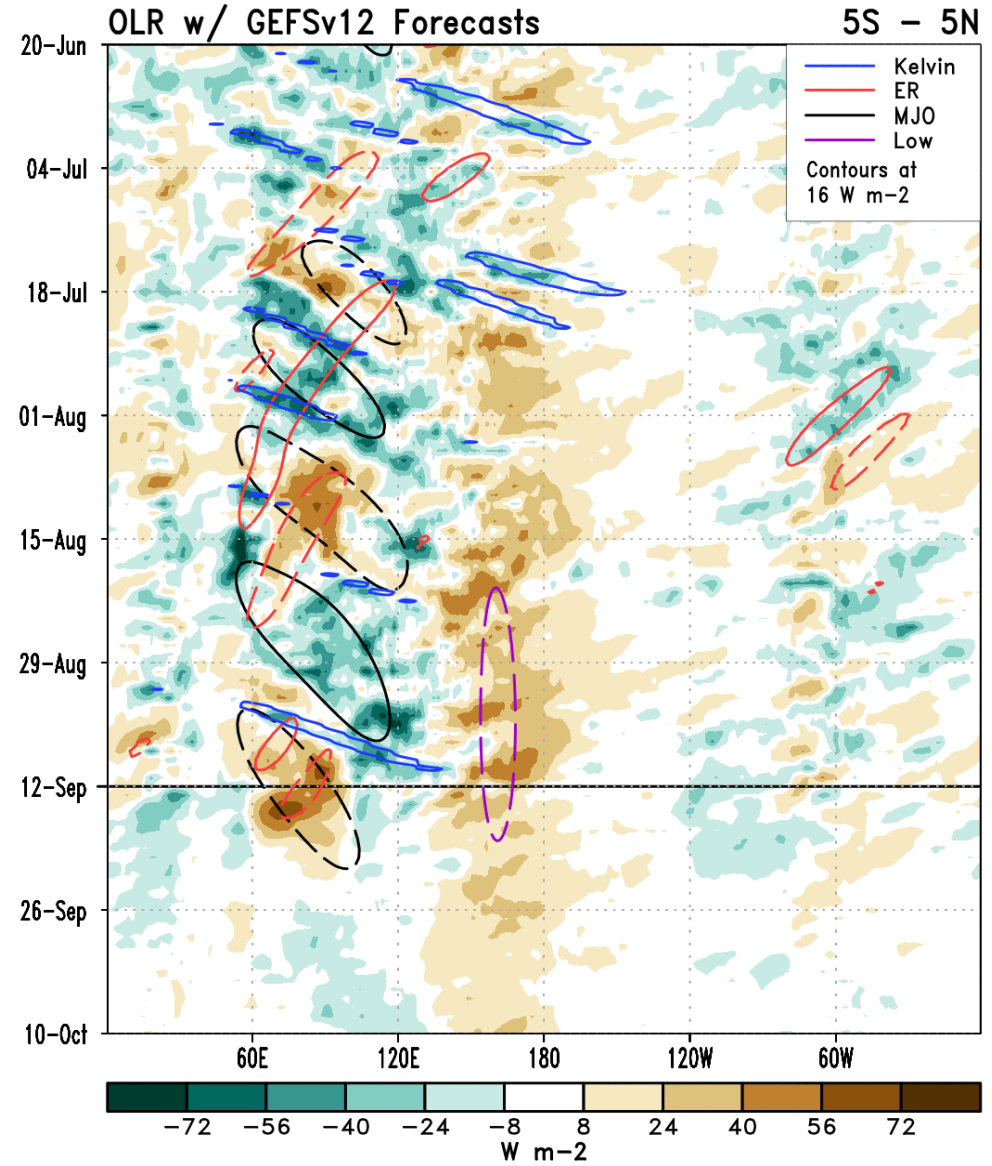 OLR w/ GEFSv12 Forecasts 5S - 5N
20-Jun
Kelvin
ER
MJO
Low
Contours at
16 W m-2
04-Jul
18-Jul
01-Aug
15-Aug
29-Aug
12-Sep
26-Sep
10-Oct
60E 120E 180 120W 60W
-72 -56 -40 -24 -8 8 24 40 56 72
W m-2